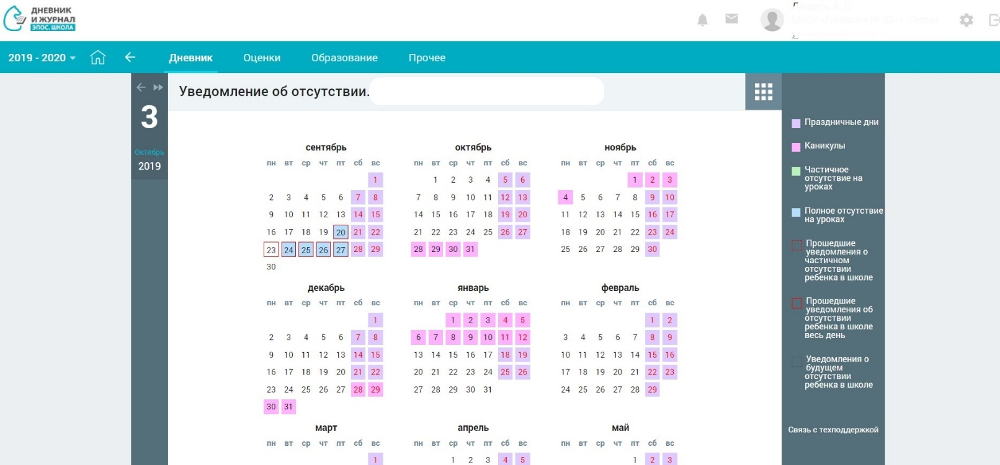 ДНЕВНИК
И ЖУРНАЛ
ЭПОС.ШКОЛА
2019 - 2020
Дневник
Оценки
Образование
Прочее
3
Октябрь
2019
Уведомление об отсутствии.
сентябрь
пн вт ср чт пт сб вс
1
2 3 4 5 6 7 8
9 10 11 12 13 14 15
16 17 18 19 20 21 22
23 24 25 26 27 28 29
30
октябрь
пн вт ср чт пт сб вс
1 2 3 4 5 6
7 8 9 10 11 12 13
14 15 16 17 18 19 20
21 22 23 24 25 26 27
28 29 30 31
ноябрь
пн вт ср чт пт сб вс
1 2 3
4 5 6 7 8 9 10
11 12 13 14 15 16 17
18 19 20 21 22 23 24
25 26 27 28 29 30
декабрь
пн вт ср чт пт сб вс
1
2 3 4 5 6 7 8
9 10 11 12 13 14 15
16 17 18 19 20 21 22
23 24 25 26 27 28 29
30 31
январь
пн вт ср чт пт сб вс
1 2 3 4 5
6 7 8 9 10 11 12
13 14 15 16 17 18 19
20 21 22 23 24 25 26
27 28 29 30 31
февраль
пн вт ср чт пт сб вс
1 2
3 4 5 6 7 8 9
10 11 12 13 14 15 16
17 18 19 20 21 22 23
24 25 26 27 28 29
март
пн вт ср чт пт сб вс
1
апрель
пн вт ср чт пт сб вс
1 2 3 4 5
май
пн вт ср чт пт сб вс
1 2 3
Праздничные дни
Каникулы
Частичное
отсутствие на
уроках
Полное отсутствие
на уроках
Прошедшие
уведомления о
частичном
отсутствии
ребенка в школе
Прошедшие
уведомления об
отсутствии
ребенка в школе
весь день
Уведомления о
будущем
отсутствии
ребенка в школе
Связь с техподдержкой